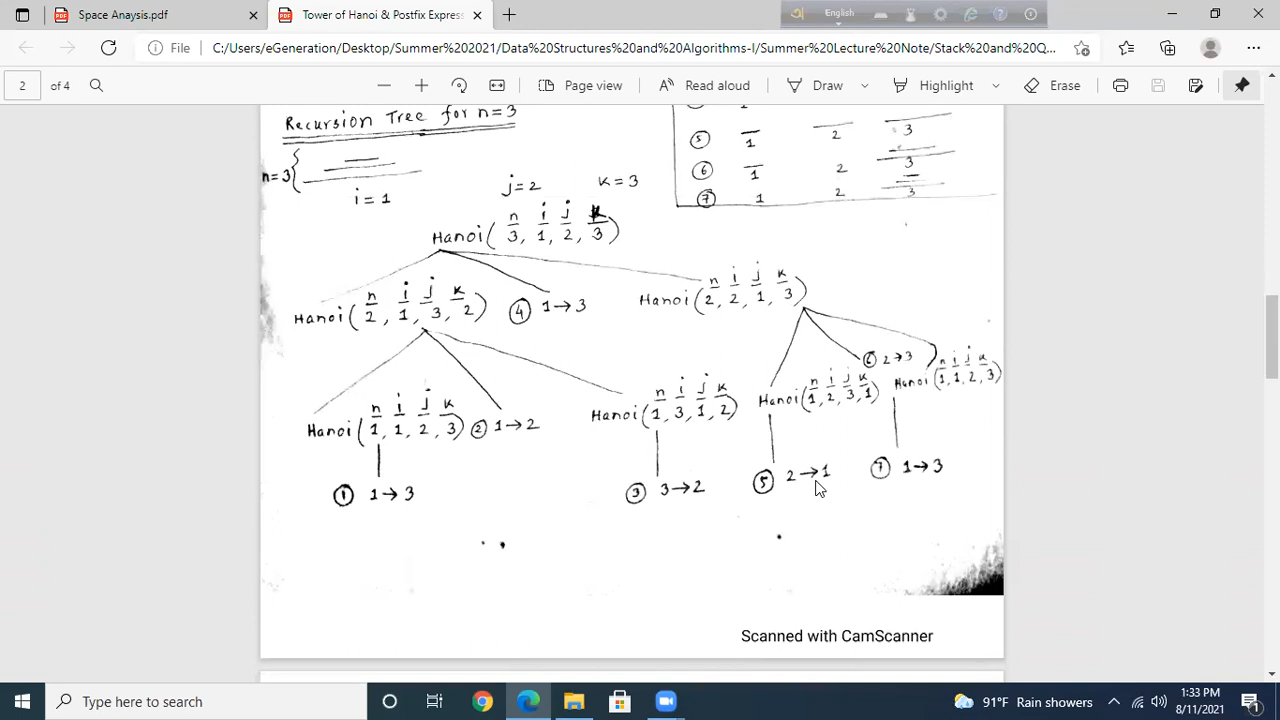 Space Anaylsis.pdf
Tower of Hanoi & Postfix Express
English
File
C:/Users/eGeneration/Desktop/Summer%202021/Data%20Structures%20and%20Algorithms-I/Summer%20Lecture%20Note/Stack%20and%20Q...
2 of 4
Page view
Read aloud
Draw
Highlight
Erase
Recursion Tree for n=3
n=3
i = 1
j=2
k=3
5 1 2 3
6 1 2 3
7 1 2 3
n i j k
Hanoi( 3, 1, 2, 3)
n i j k
Hanoi( 2, 1, 3, 2)
4 1→3
n i j k
Hanoi( 2, 2, 1, 3)
n i j k
Hanoi( 1, 1, 2, 3)
2 1→2
n i j k
Hanoi( 1, 3, 1, 2)
n i j k
Hanoi( 1, 2, 3, 1)
6 2→3
n i j k
Hanoi( 1, 1, 2, 3)
1 1→3
3 3→2
5 2→1
7 1→3
Scanned with CamScanner
Type here to search
91°F Rain showers
1:33 PM
8/11/2021